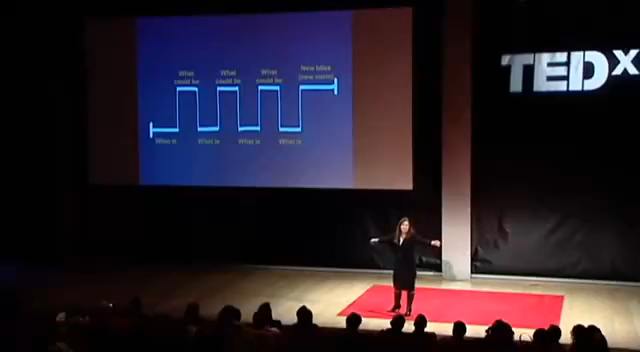 What
could be
What
could be
What
could be
New bliss
(new norm)
What is
What is
What is
What is
TEDx